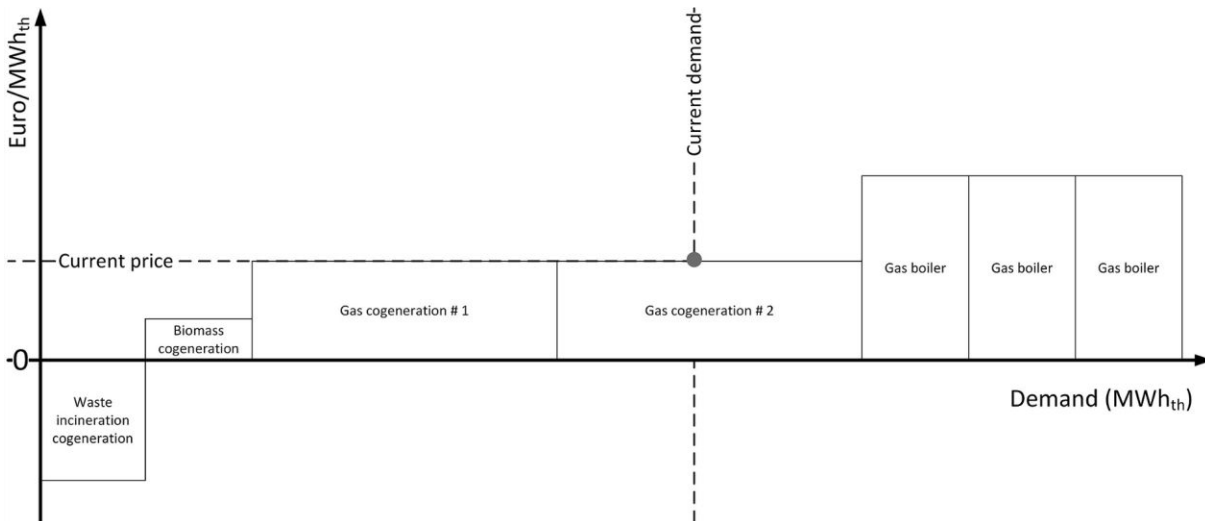 Euro/MWhth
Current demand
Current price
Gas boiler
Gas boiler
Gas boiler
Gas cogeneration # 1
Gas cogeneration # 2
Biomass
cogeneration
0
Waste
incineration
cogeneration
Demand (MWhth)